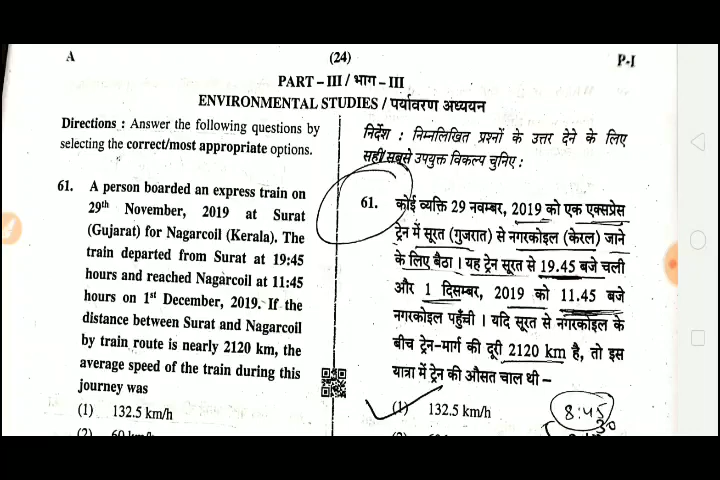 A
(24)
P-I
PART – III / भाग – III
ENVIRONMENTAL STUDIES / पर्यावरण अध्ययन
Directions : Answer the following questions by
selecting the correct/most appropriate options.
61. A person boarded an express train on
29th November, 2019 at Surat
(Gujarat) for Nagarcoil (Kerala). The
train departed from Surat at 19:45
hours and reached Nagarcoil at 11:45
hours on 1st December, 2019. If the
distance between Surat and Nagarcoil
by train route is nearly 2120 km, the
average speed of the train during this
journey was
(1) 132.5 km/h
(2) 60 km/h
निर्देश : निम्नलिखित प्रश्नों के उत्तर देने के लिए
सही/सबसे उपयुक्त विकल्प चुनिए :
61. कोई व्यक्ति 29 नवम्बर, 2019 को एक एक्सप्रेस
ट्रेन में सूरत (गुजरात) से नगरकोइल (केरल) जाने
के लिए बैठा । यह ट्रेन सूरत से 19.45 बजे चली
और 1 दिसम्बर, 2019 को 11.45 बजे
नगरकोइल पहुँची । यदि सूरत से नगरकोइल के
बीच ट्रेन-मार्ग की दूरी 2120 km है, तो इस
यात्रा में ट्रेन की औसत चाल थी –
(1) 132.5 km/h
8:45
30